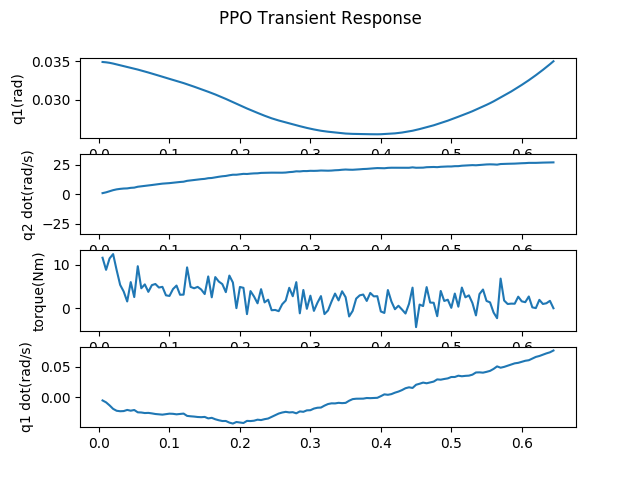 PPO Transient Response
0.035
0.030
q1(rad)
0.0 0.1 0.2 0.3 0.4 0.5 0.6
25
0
−25
q2 dot(rad/s)
0.0 0.1 0.2 0.3 0.4 0.5 0.6
10
0
torque(Nm)
0.0 0.1 0.2 0.3 0.4 0.5 0.6
0.05
0.00
q1 dot(rad/s)
0.0 0.1 0.2 0.3 0.4 0.5 0.6